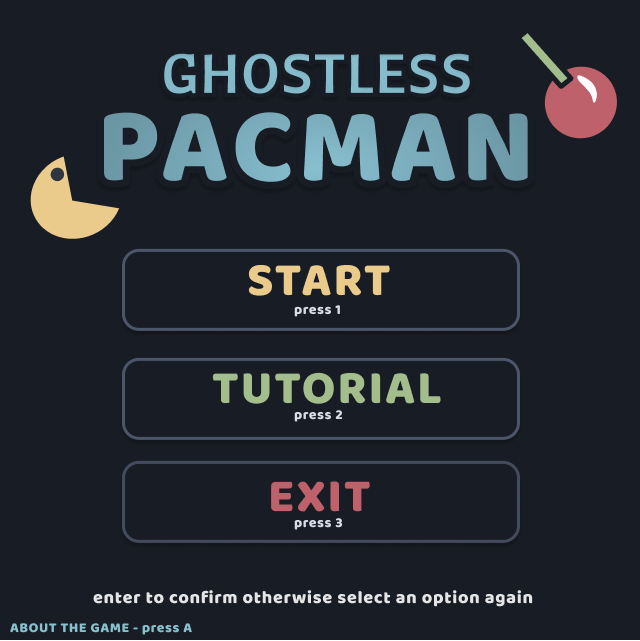 GHOSTLESS
PACMAN
START
press 1
TUTORIAL
press 2
EXIT
press 3
enter to confirm otherwise select an option again
ABOUT THE GAME - press A